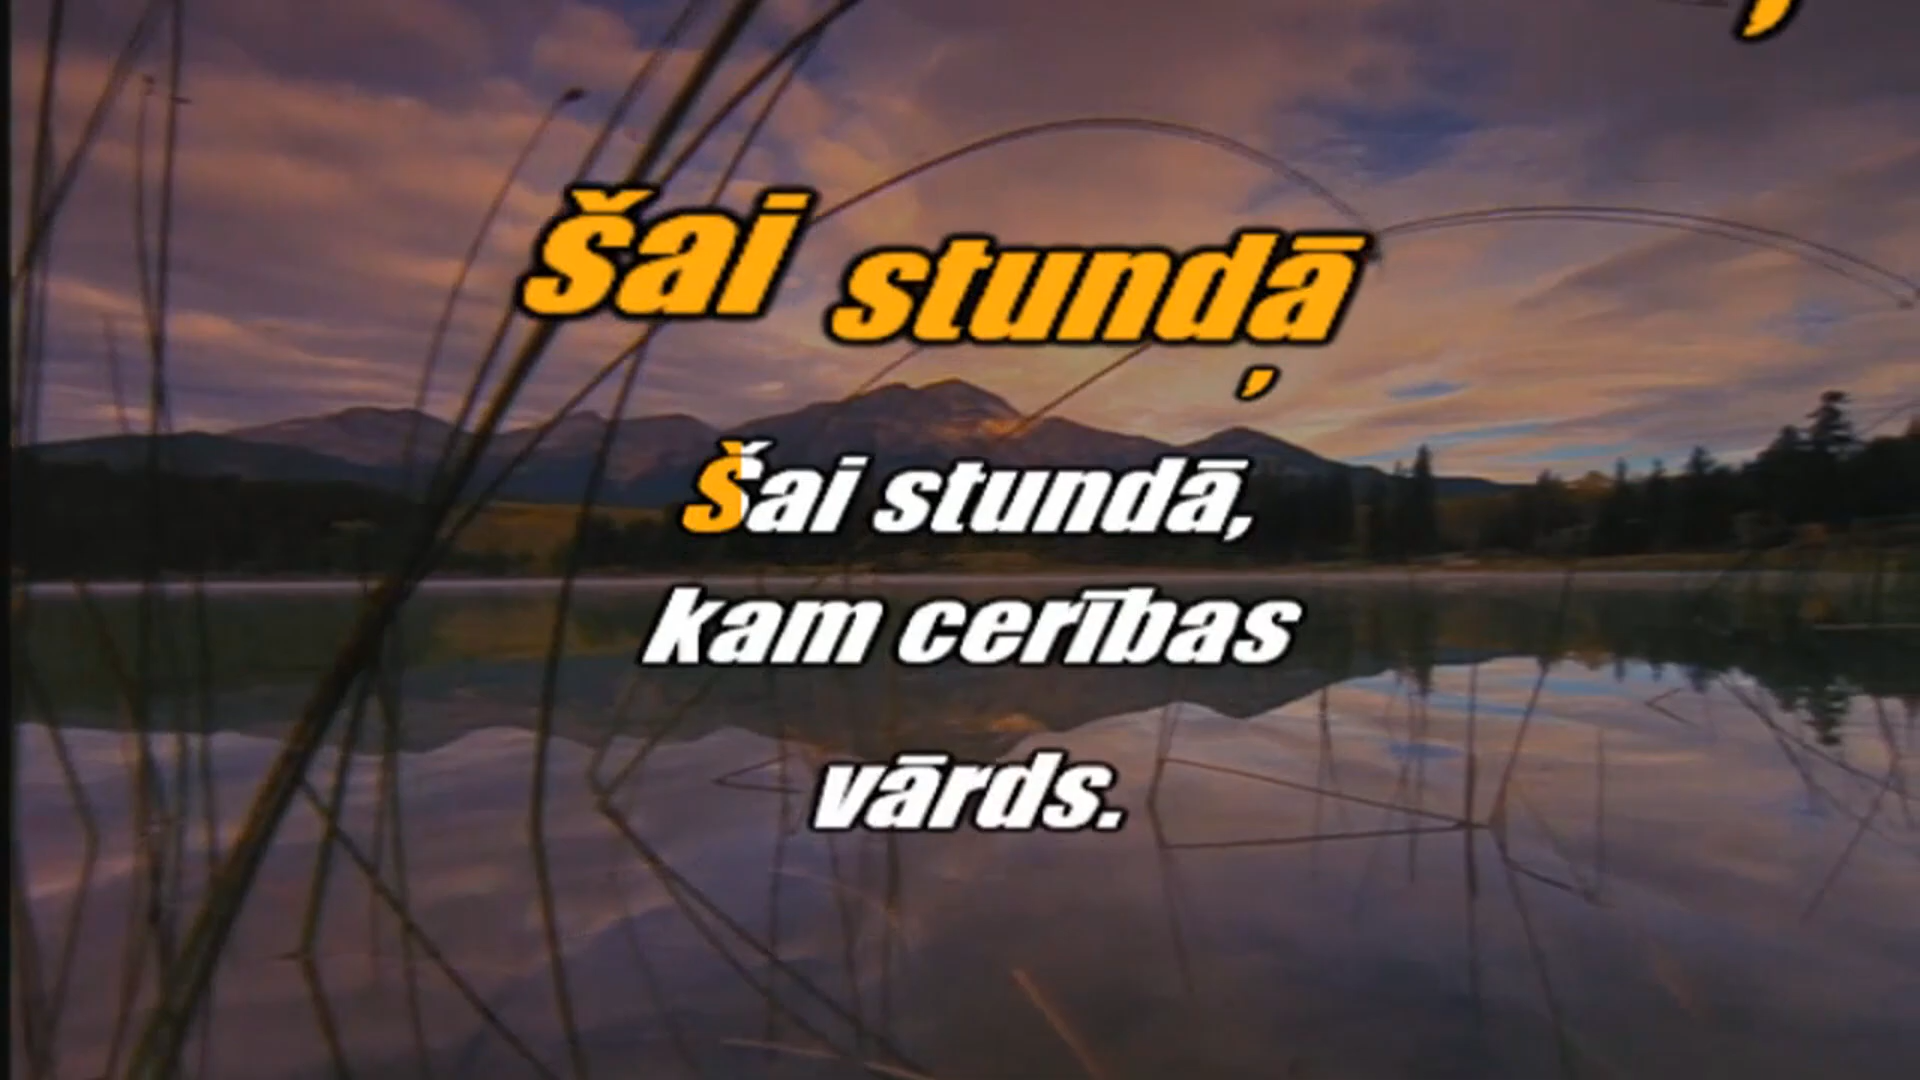 ,
šai stundā,
Šai stundā,
kam cerības
vārds.